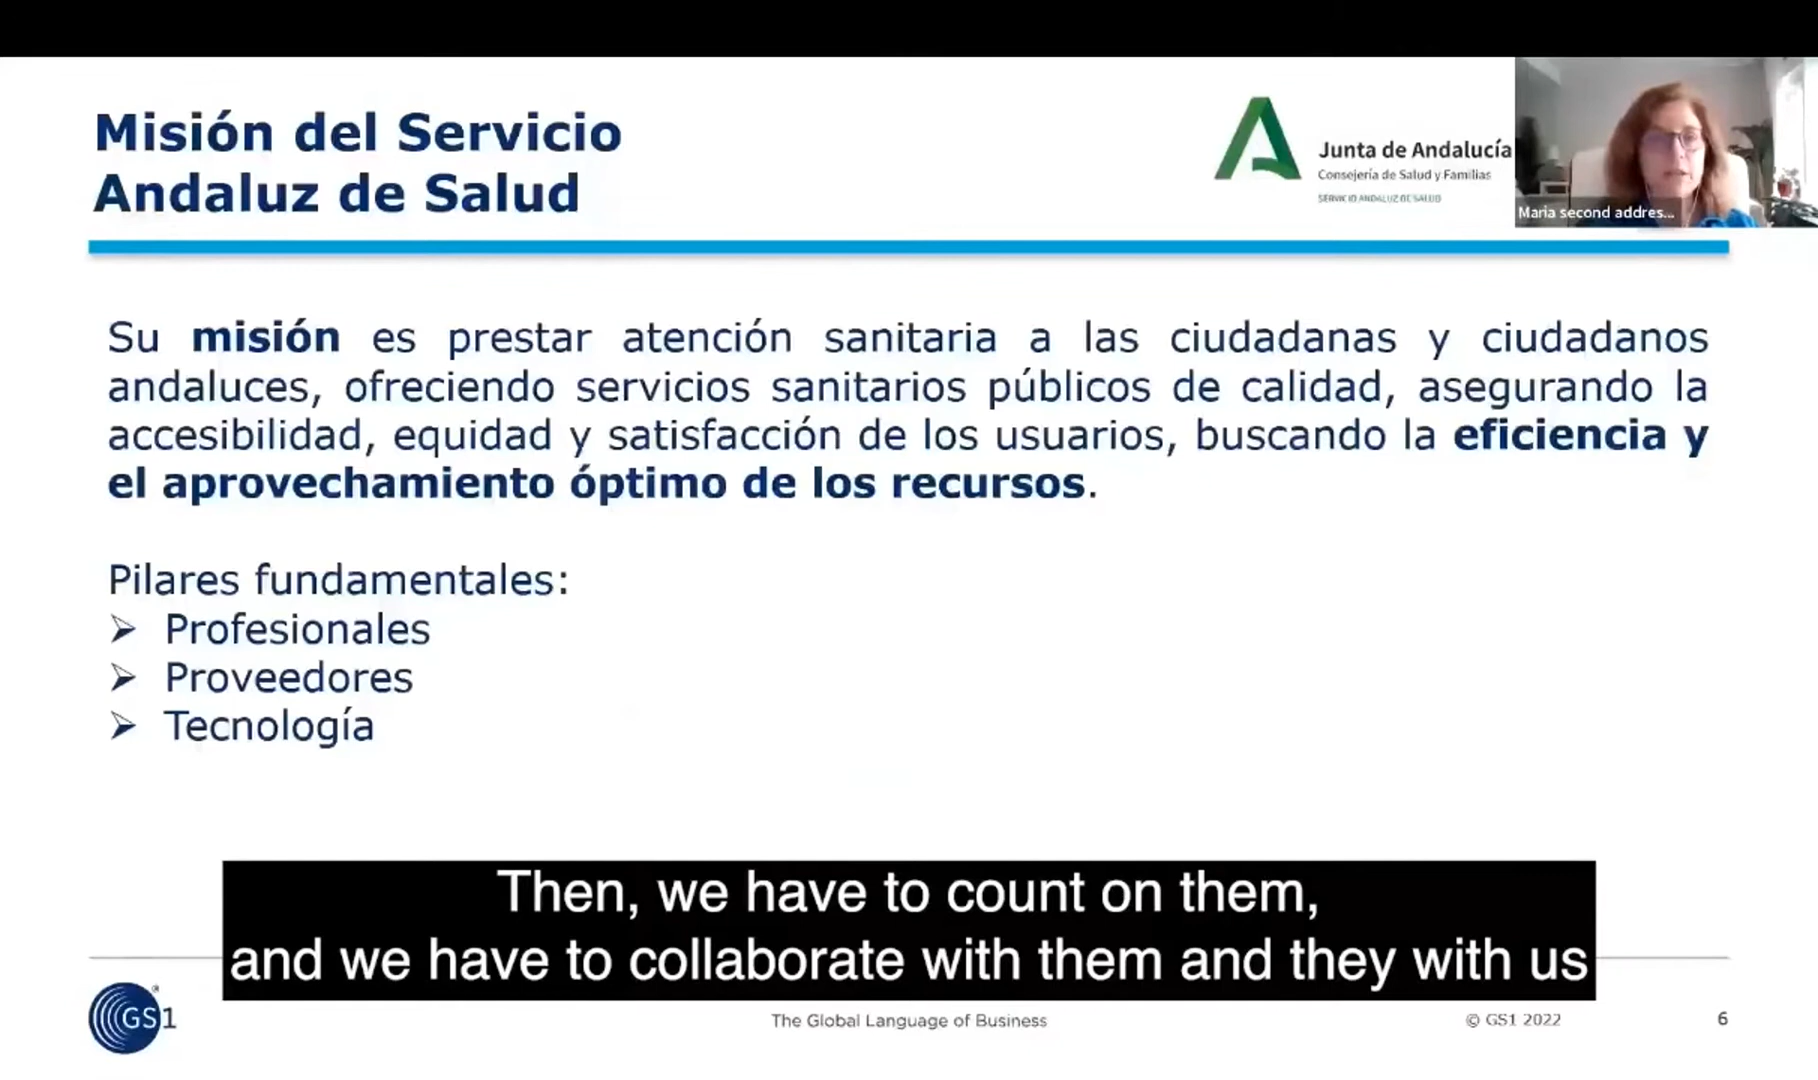 Misión del Servicio
Andaluz de Salud
Junta de Andalucía
Consejería de Salud y Familias
SERVICIO ANDALUZ DE SALUD
Maria second addres...
Su misión es prestar atención sanitaria a las ciudadanas y ciudadanos
andaluces, ofreciendo servicios sanitarios públicos de calidad, asegurando la
accesibilidad, equidad y satisfacción de los usuarios, buscando la eficiencia y
el aprovechamiento óptimo de los recursos.
Pilares fundamentales:
➢ Profesionales
➢ Proveedores
➢ Tecnología
Then, we have to count on them,
and we have to collaborate with them and they with us
GS1®
The Global Language of Business
© GS1 2022
6